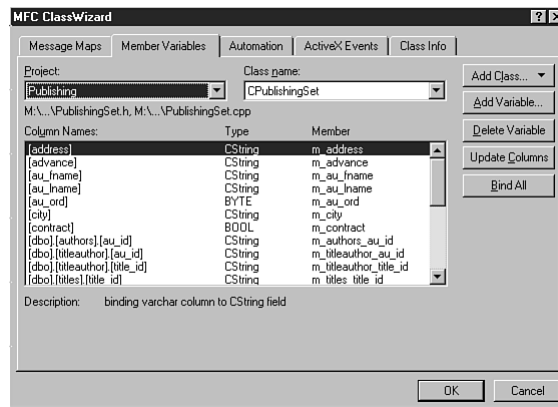 MFC ClassWizard
Message Maps Member Variables Automation ActiveX Events Class Info
Project: Class name:
Publishing CPublishingSet
M:\...\PublishingSet.h, M:\...\PublishingSet.cpp
Column Names: Type Member
[address] CString m_address
[advance] CString m_advance
[au_fname] CString m_au_fname
[au_lname] CString m_au_lname
[au_ord] BYTE m_au_ord
[city] CString m_city
[contract] BOOL m_contract
[dbo].[authors].[au_id] CString m_authors_au_id
[dbo].[titleauthor].[au_id] CString m_titleauthor_au_id
[dbo].[titleauthor].[title_id] CString m_titleauthor_title_id
[dbo].[titles].[title_id] CString m_titles_title_id
Description: binding varchar column to CString field
Add Class...
Add Variable...
Delete Variable
Update Columns
Bind All
OK Cancel